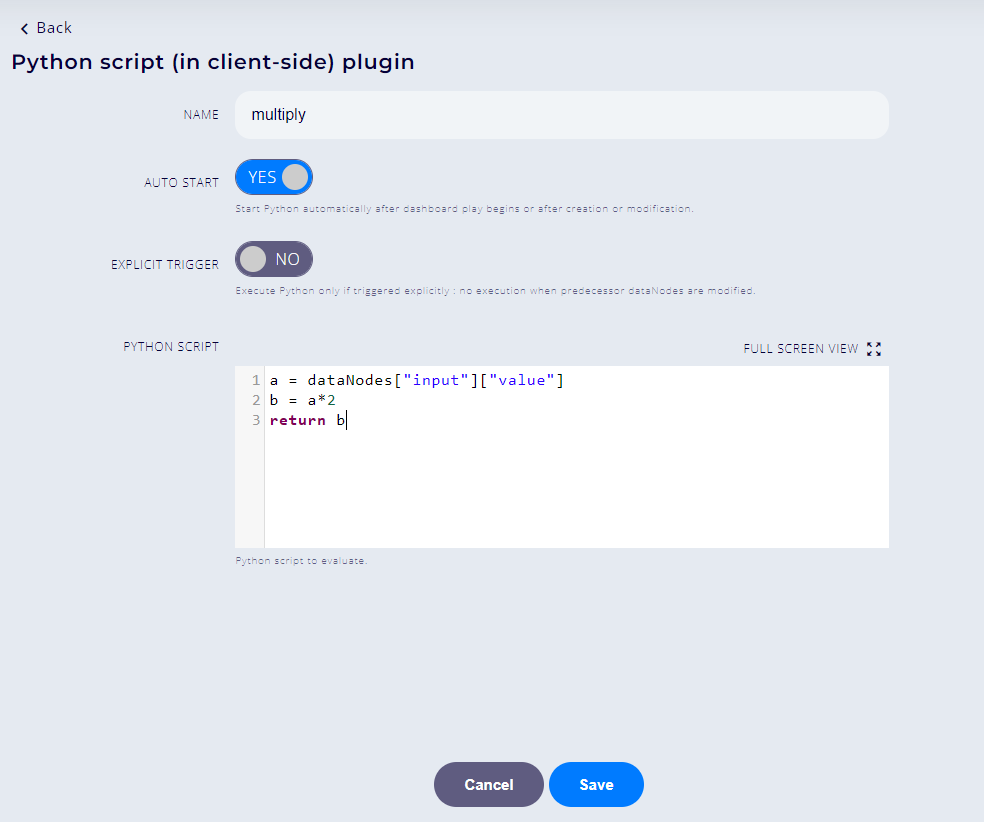 Back
Python script (in client-side) plugin
NAME
multiply
AUTO START
YES
Start Python automatically after dashboard play begins or after creation or modification.
EXPLICIT TRIGGER
NO
Execute Python only if triggered explicitly : no execution when predecessor dataNodes are modified.
PYTHON SCRIPT
FULL SCREEN VIEW
1 a = dataNodes["input"]["value"]
2 b = a*2
3 return b
Python script to evaluate.
Cancel
Save